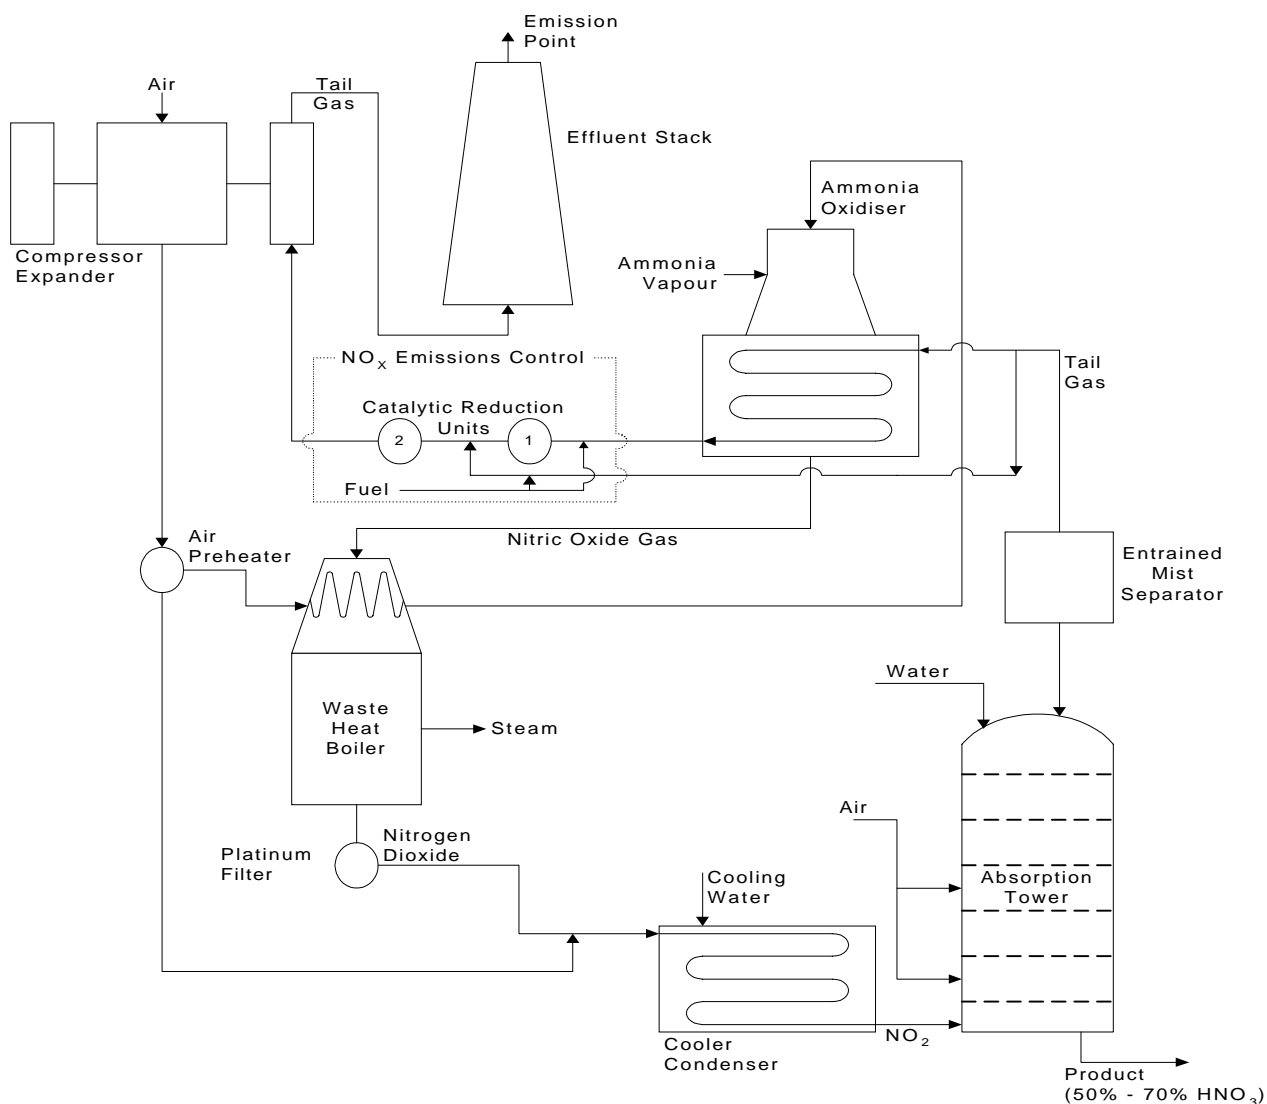 Emission
Point
Air
Tail
Gas
Effluent Stack
Ammonia
Oxidiser
Compressor
Expander
Ammonia
Vapour
NOX Emissions Control
Tail
Gas
Catalytic Reduction
Units
2
1
Fuel
Air
Preheater
Nitric Oxide Gas
Entrained
Mist
Separator
Water
Waste
Heat
Boiler
Steam
Air
Platinum
Filter
Nitrogen
Dioxide
Cooling
Water
Absorption
Tower
NO2
Cooler
Condenser
Product
(50% - 70% HNO3)